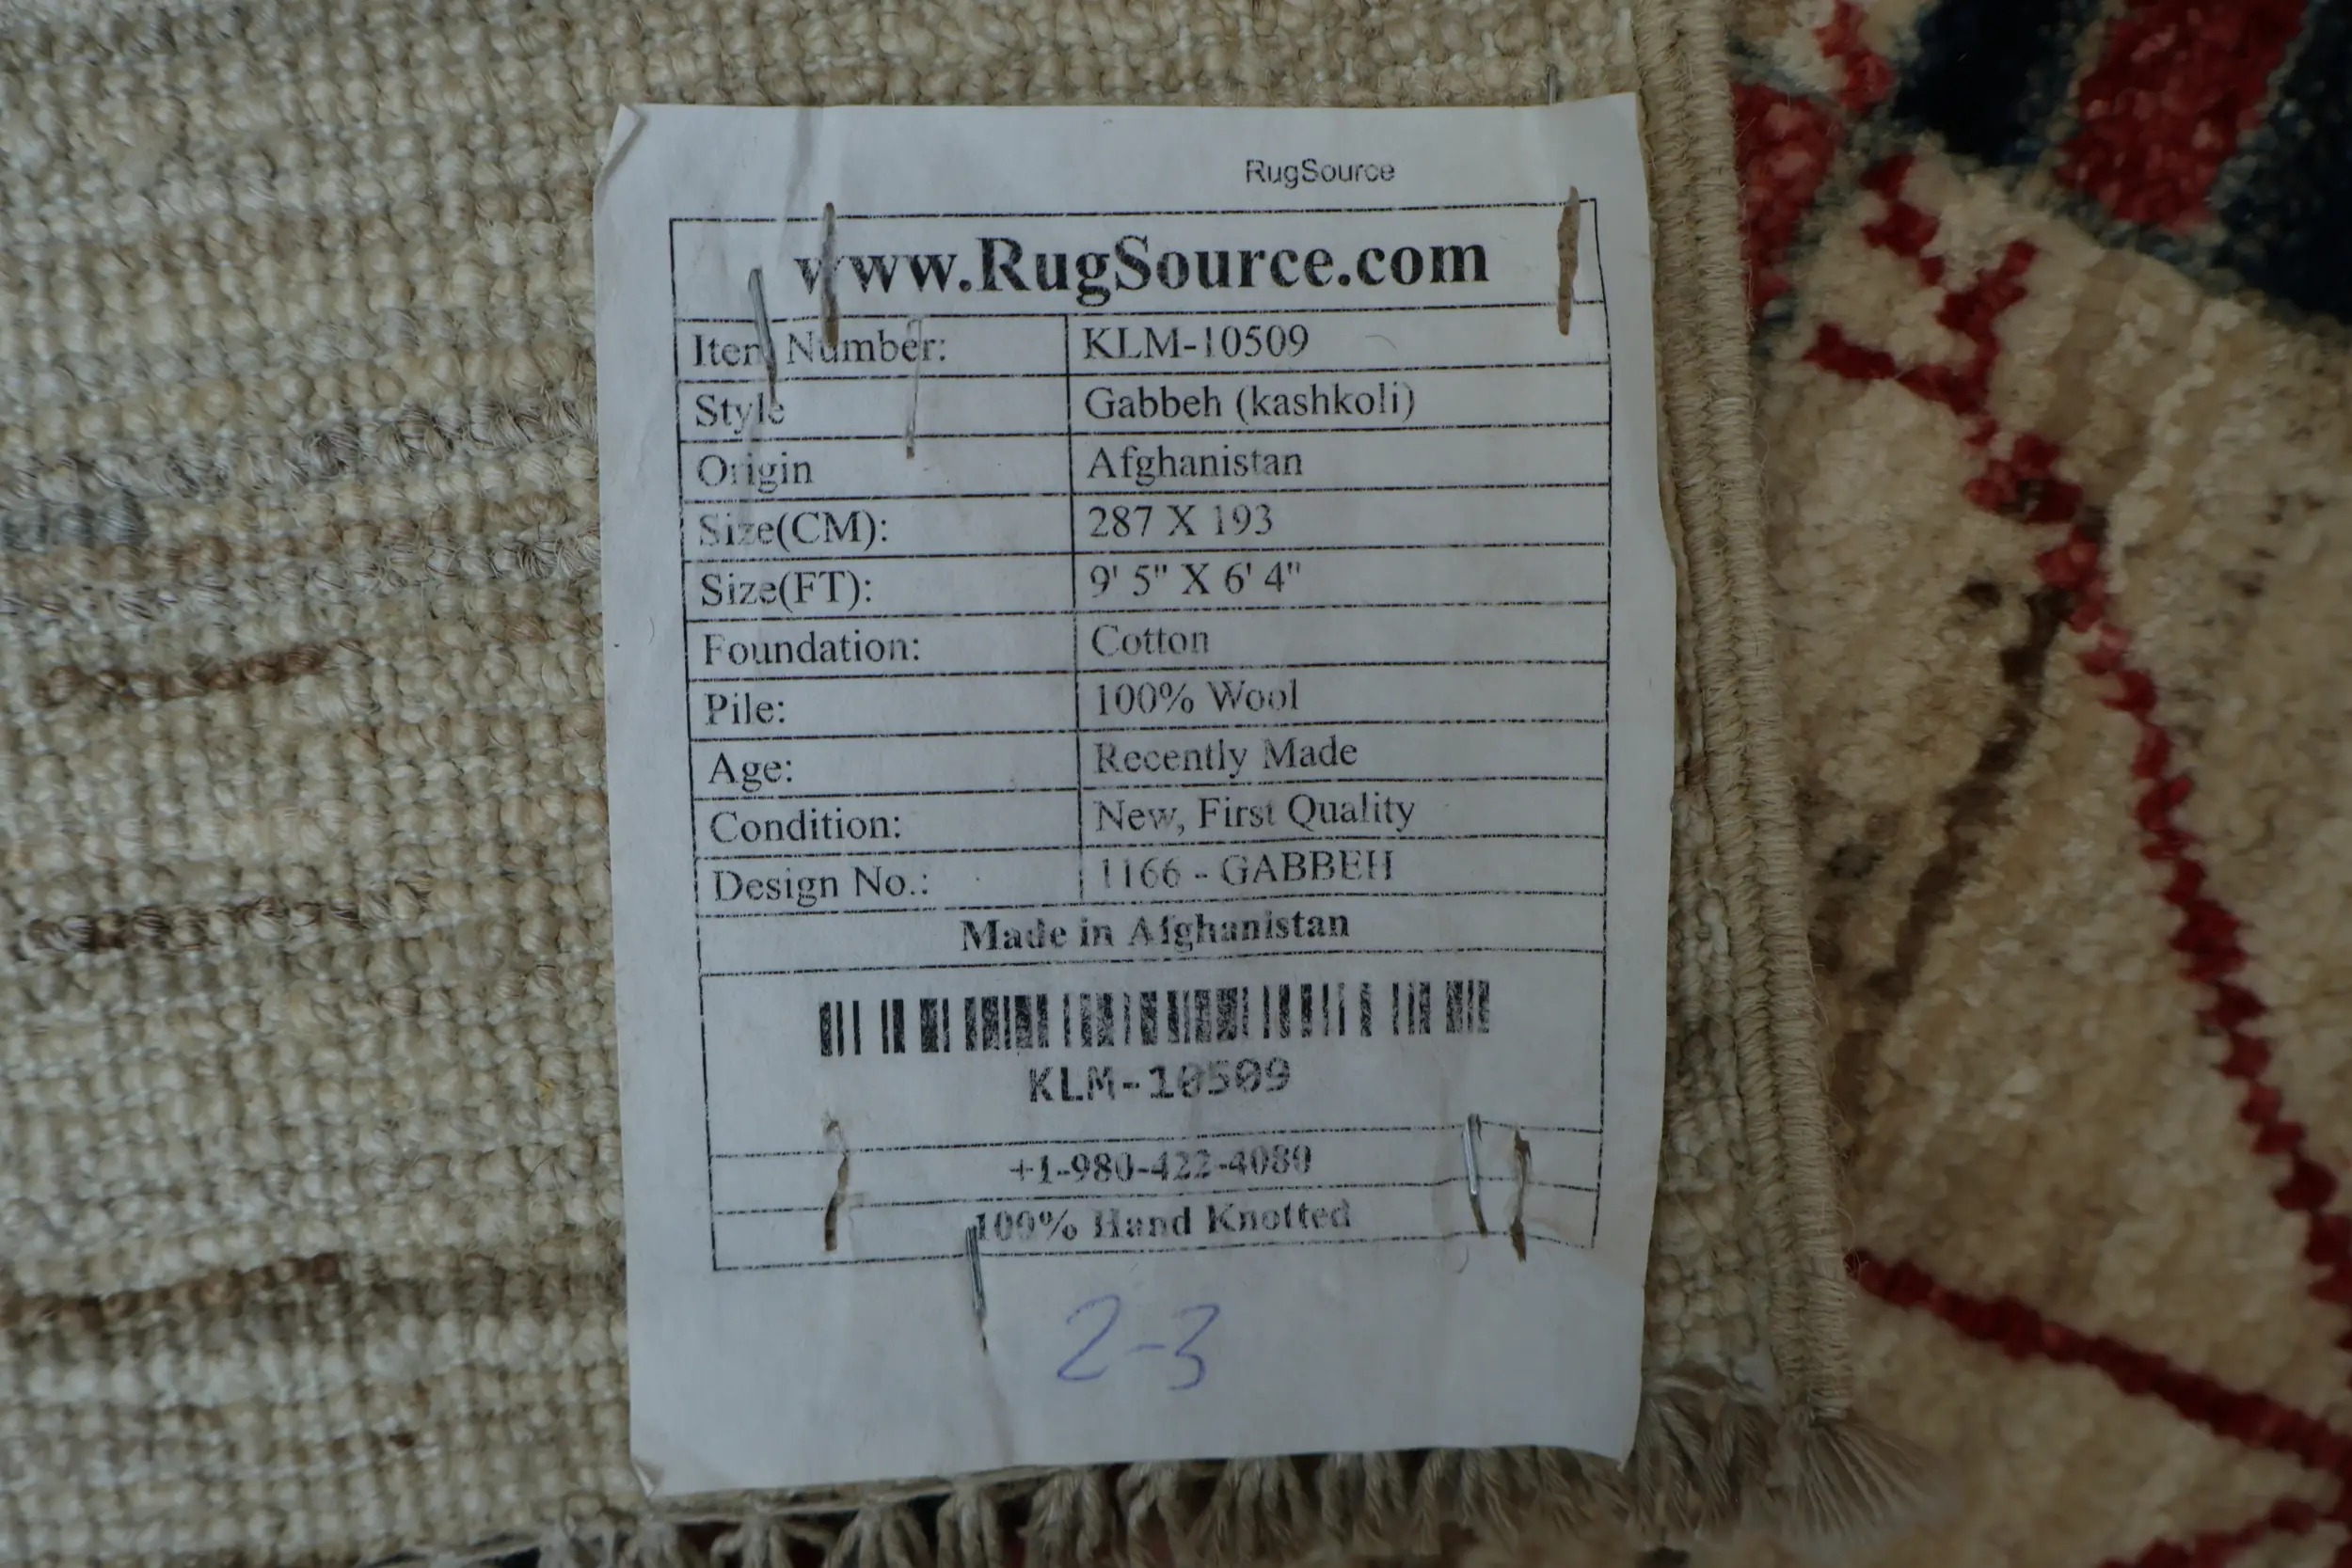 RugSource
www.RugSource.com
Item Number: KLM-10509
Style Gabbeh (kashkoli)
Origin Afghanistan
Size(CM): 287 X 193
Size(FT): 9' 5" X 6' 4"
Foundation: Cotton
Pile: 100% Wool
Age: Recently Made
Condition: New, First Quality
Design No.: 1166 - GABBEH
Made in Afghanistan
KLM-10509
+1-980-422-4080
100% Hand Knotted
2-3